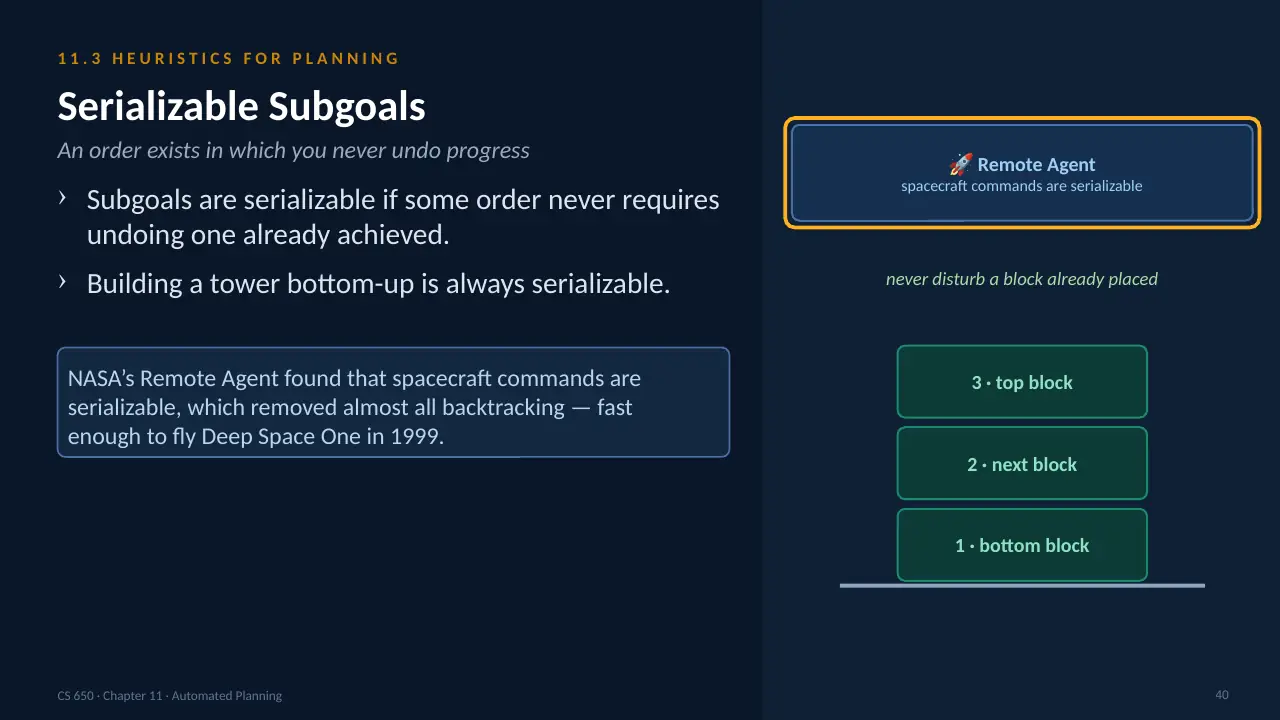 11.3 HEURISTICS FOR PLANNING
Serializable Subgoals
An order exists in which you never undo progress
› Subgoals are serializable if some order never requires
undoing one already achieved.
› Building a tower bottom-up is always serializable.
NASA’s Remote Agent found that spacecraft commands are
serializable, which removed almost all backtracking — fast
enough to fly Deep Space One in 1999.
🚀 Remote Agent
spacecraft commands are serializable
never disturb a block already placed
3 · top block
2 · next block
1 · bottom block
CS 650 · Chapter 11 · Automated Planning
40